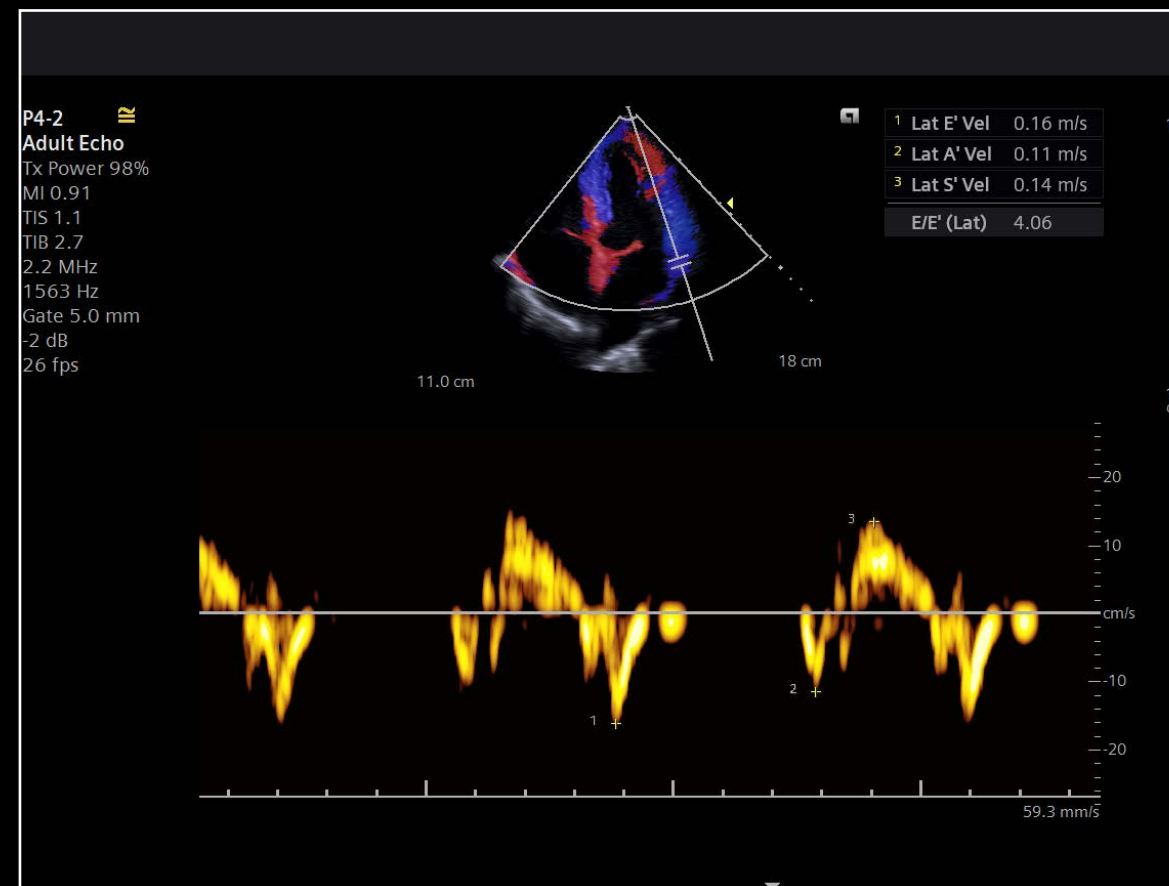 P4-2
Adult Echo
Tx Power 98%
MI 0.91
TIS 1.1
TIB 2.7
2.2 MHz
1563 Hz
Gate 5.0 mm
-2 dB
26 fps
11.0 cm
18 cm
1 Lat E' Vel 0.16 m/s
2 Lat A' Vel 0.11 m/s
3 Lat S' Vel 0.14 m/s
E/E' (Lat) 4.06
20
10
cm/s
-10
-20
3
2
1
59.3 mm/s